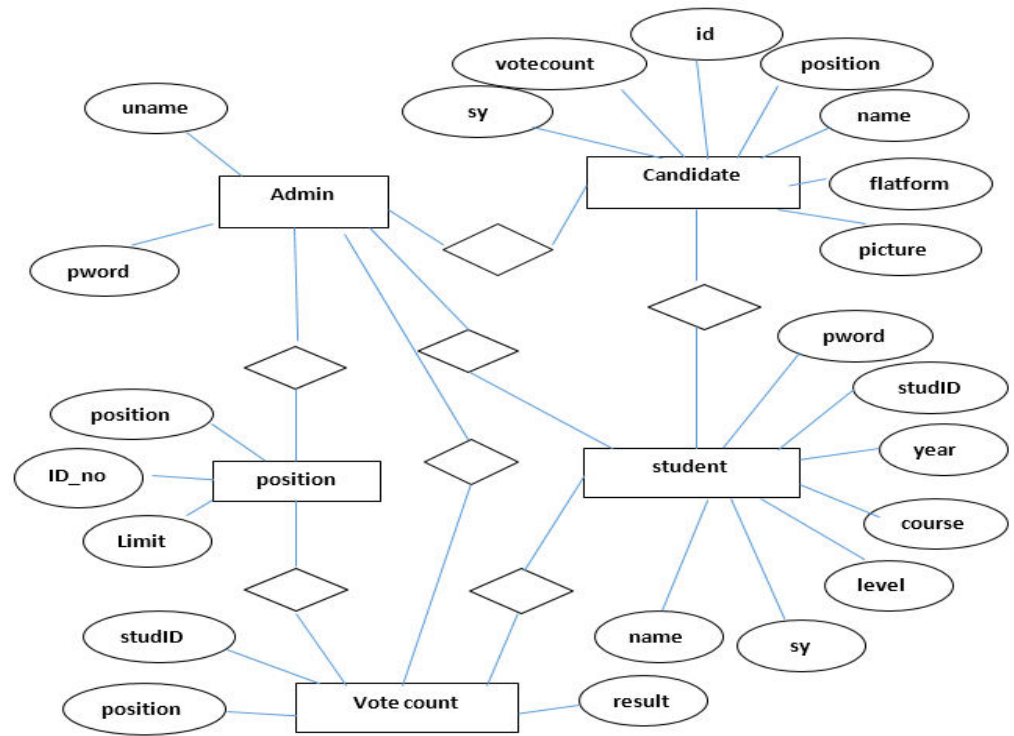 id
votecount
position
uname
sy
name
Candidate
Admin
flatform
picture
pword
pword
studID
position
year
ID_no
position
student
course
Limit
level
studID
name
sy
Vote count
result
position